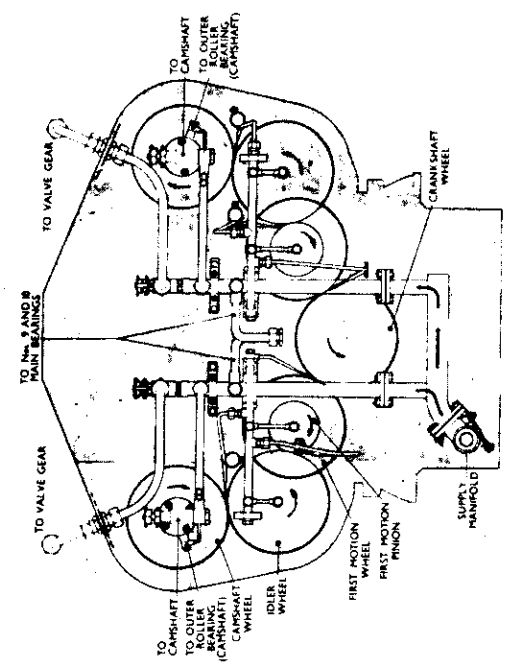 TO VALVE GEAR
TO Nos. 9 AND 10
MAIN BEARINGS
TO VALVE GEAR
TO
CAMSHAFT
TO OUTER
ROLLER
BEARING
(CAMSHAFT)
CRANKSHAFT
WHEEL
TO
CAMSHAFT
TO OUTER
ROLLER
BEARING
(CAMSHAFT)
CAMSHAFT
WHEEL
IDLER
WHEEL
FIRST MOTION
WHEEL
FIRST MOTION
PINION
SUPPLY
MANIFOLD